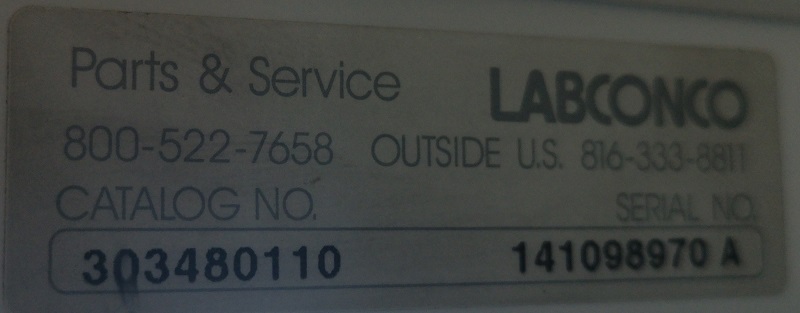 Parts & Service LABCONCO
800-522-7658 OUTSIDE U.S. 816-333-8811
CATALOG NO. SERIAL NO.
303480110 141098970 A